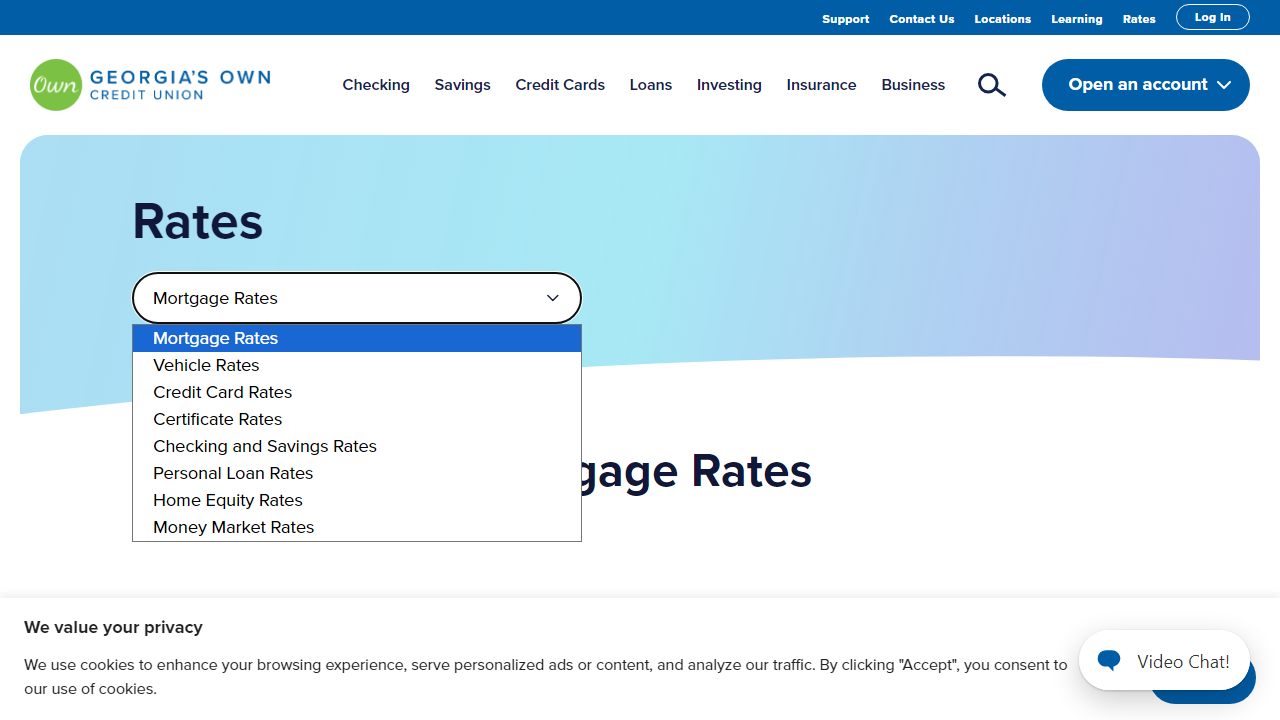 Support Contact Us Locations Learning Rates Log In
Own GEORGIA'S OWN
CREDIT UNION
Checking Savings Credit Cards Loans Investing Insurance Business Open an account
Rates
Mortgage Rates
Mortgage Rates
Vehicle Rates
Credit Card Rates
Certificate Rates
Checking and Savings Rates
Personal Loan Rates
Home Equity Rates
Money Market Rates
gage Rates
We value your privacy
We use cookies to enhance your browsing experience, serve personalized ads or content, and analyze our traffic. By clicking "Accept", you consent to
our use of cookies.
Video Chat!